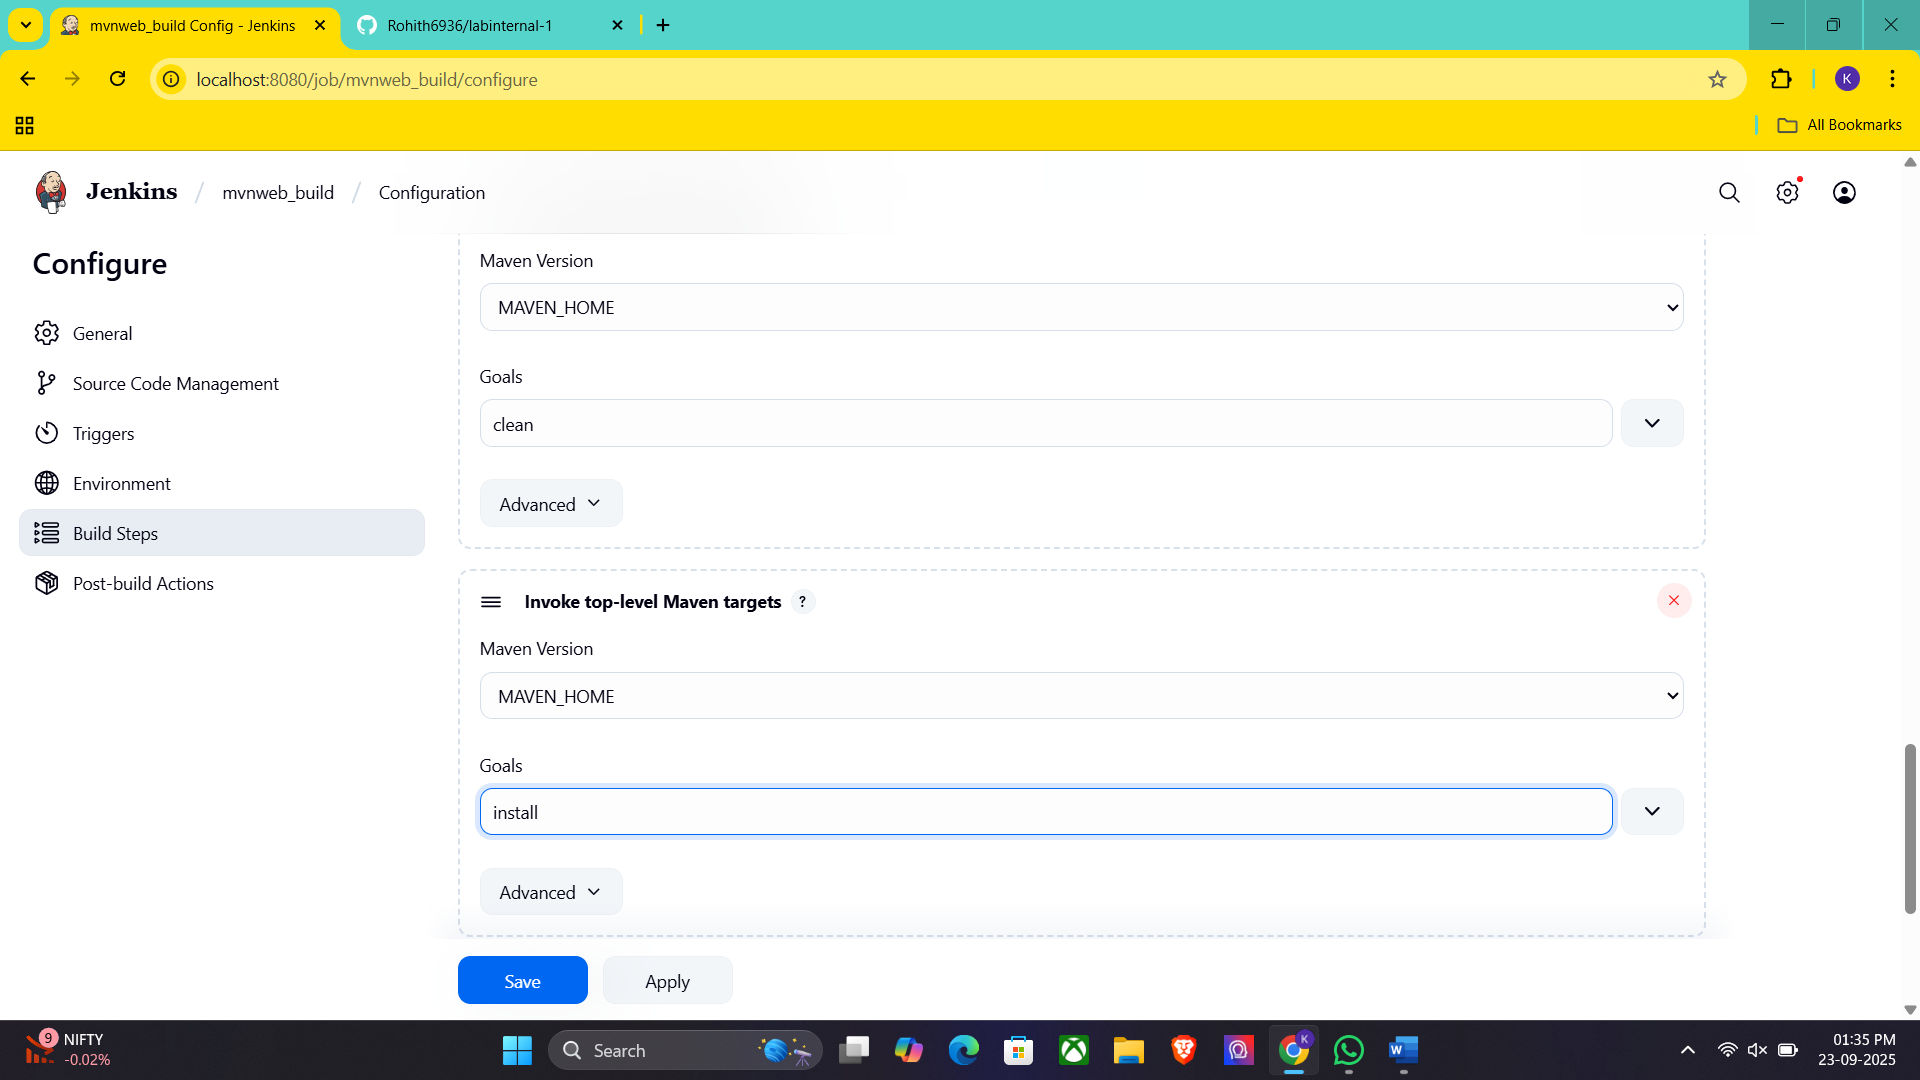 mvnweb_build Config - Jenkins
Rohith6936/labinternal-1
localhost:8080/job/mvnweb_build/configure
K
All Bookmarks
Jenkins / mvnweb_build / Configuration
Configure
General
Source Code Management
Triggers
Environment
Build Steps
Post-build Actions
Maven Version
MAVEN_HOME
Goals
clean
Advanced
Invoke top-level Maven targets ?
Maven Version
MAVEN_HOME
Goals
install
Advanced
Save
Apply
9
NIFTY
-0.02%
Search
K
W
01:35 PM
23-09-2025